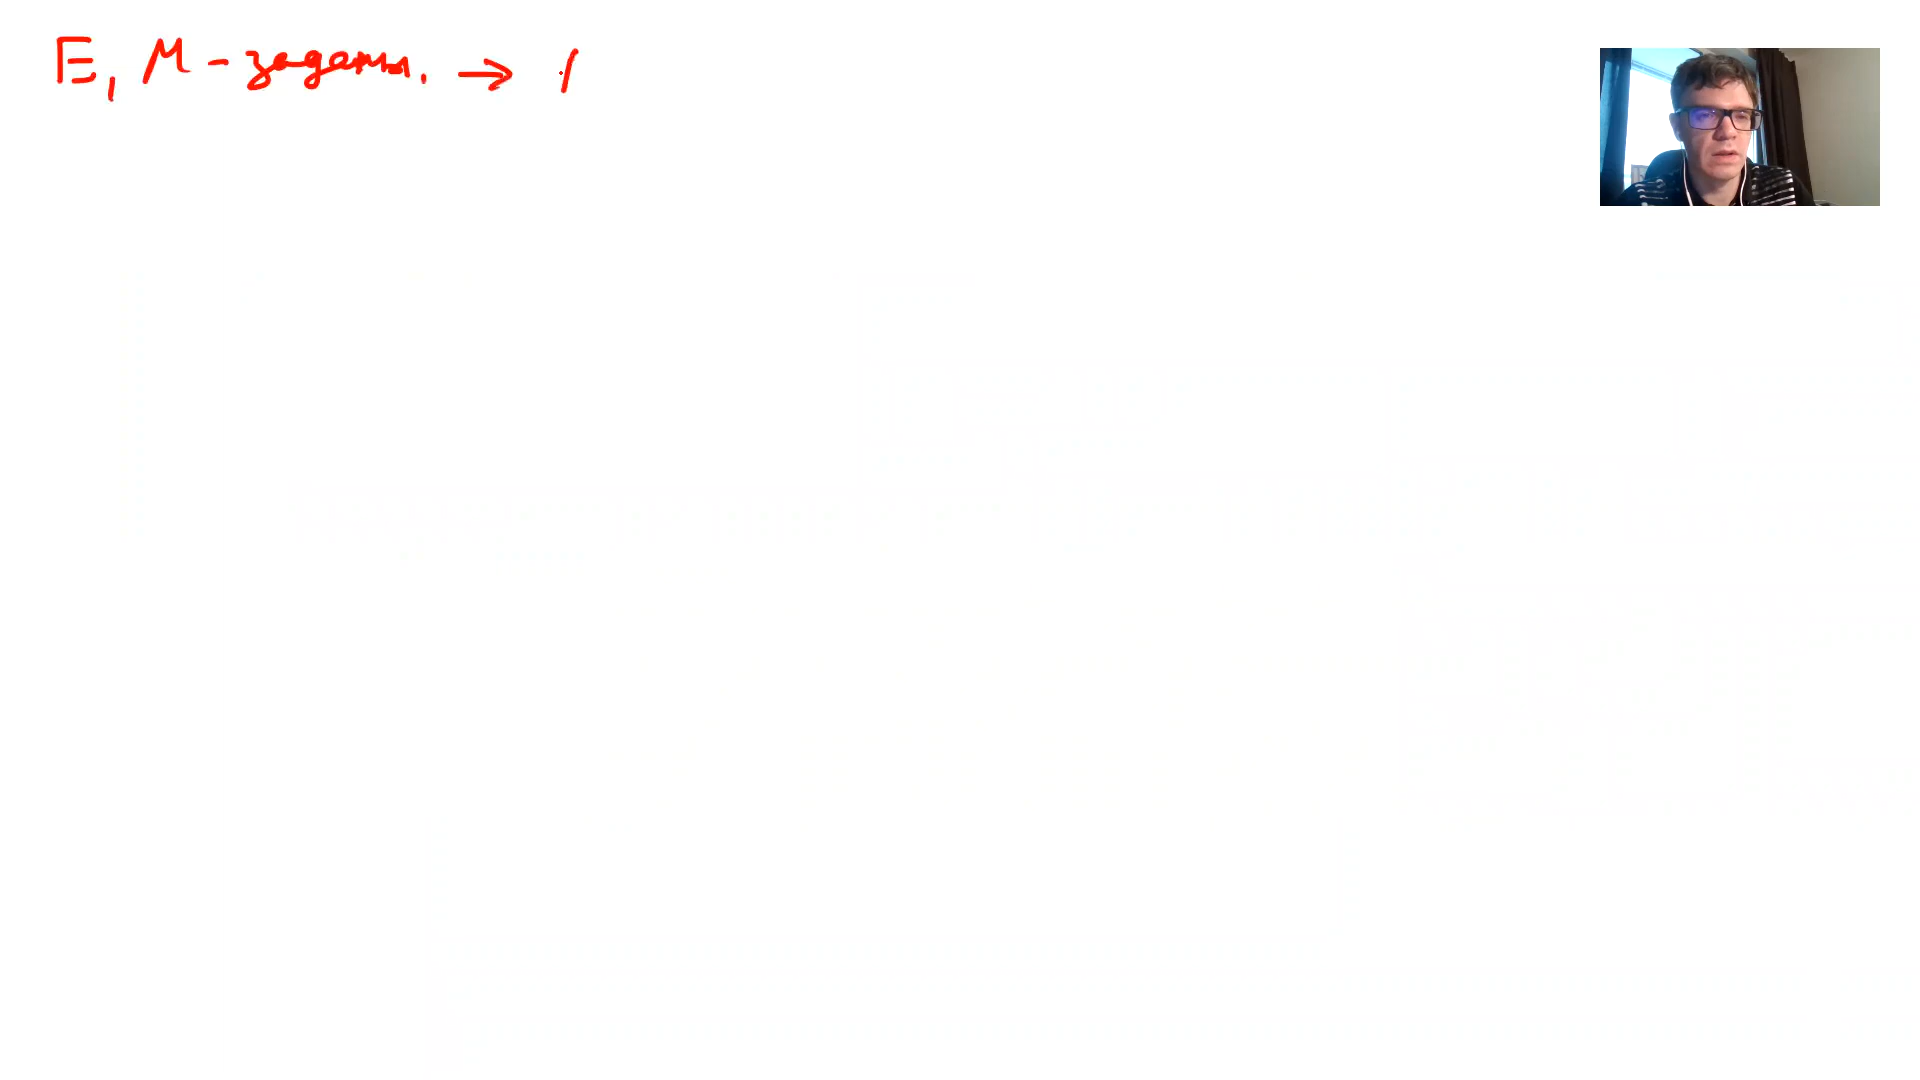 E, M - заданы. →